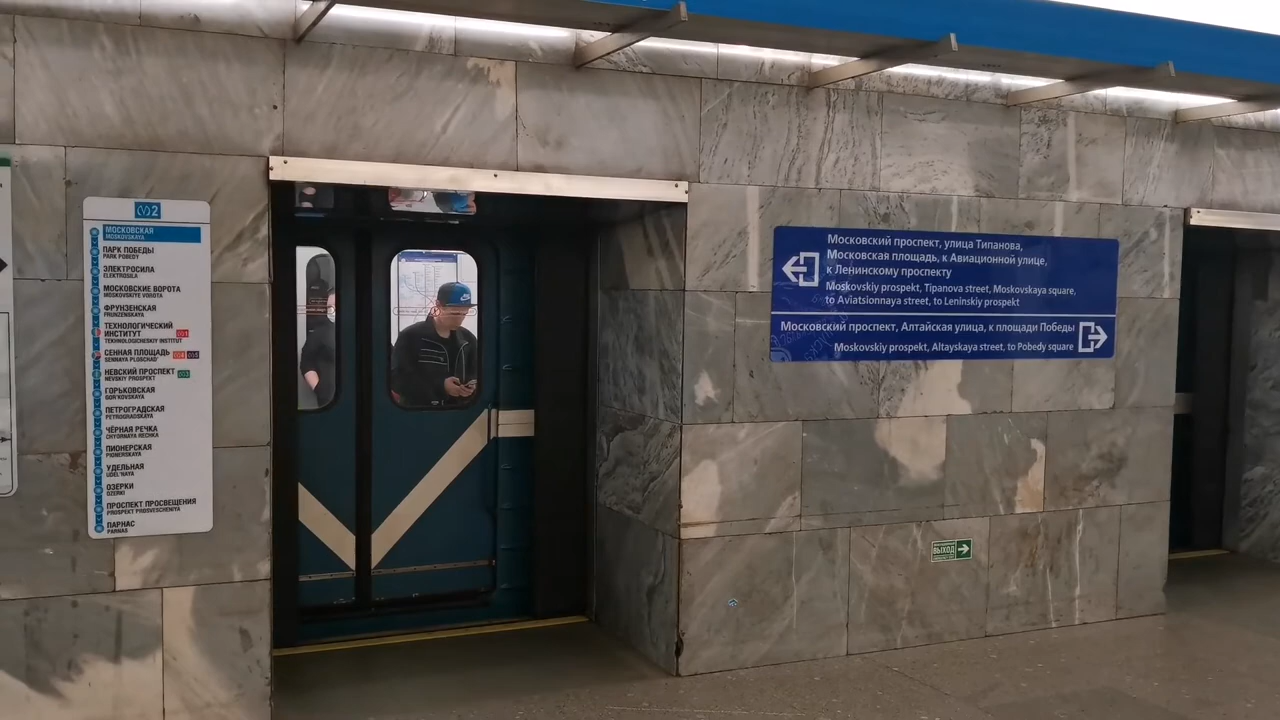 2
МОСКОВСКАЯ
MOSKOVSKAYA
ПАРК ПОБЕДЫ
PARK POBEDY
ЭЛЕКТРОСИЛА
ELEKTROSILA
МОСКОВСКИЕ ВОРОТА
MOSKOVSKIYE VOROTA
ФРУНЗЕНСКАЯ
FRUNZENSKAYA
ТЕХНОЛОГИЧЕСКИЙ
ИНСТИТУТ
TEKHNOLOGICHESKIY INSTITUT
СЕННАЯ ПЛОЩАДЬ
SENNAYA PLOSCHAD'
НЕВСКИЙ ПРОСПЕКТ
NEVSKIY PROSPEKT
ГОРЬКОВСКАЯ
GOR'KOVSKAYA
ПЕТРОГРАДСКАЯ
PETROGRADSKAYA
ЧЁРНАЯ РЕЧКА
CHYORNAYA RECHKA
ПИОНЕРСКАЯ
PIONERSKAYA
УДЕЛЬНАЯ
UDEL'NAYA
ОЗЕРКИ
OZERKI
ПРОСПЕКТ ПРОСВЕЩЕНИЯ
PROSPEKT PROSVESCHENIYA
ПАРНАС
PARNAS
Московский проспект, улица Типанова,
Московская площадь, к Авиационной улице,
к Ленинскому проспекту
Moskovskiy prospekt, Tipanova street, Moskovskaya square,
to Aviatsionnaya street, to Leninskiy prospekt
Московский проспект, Алтайская улица, к площади Победы
Moskovskiy prospekt, Altayskaya street, to Pobedy square
ВЫХОД